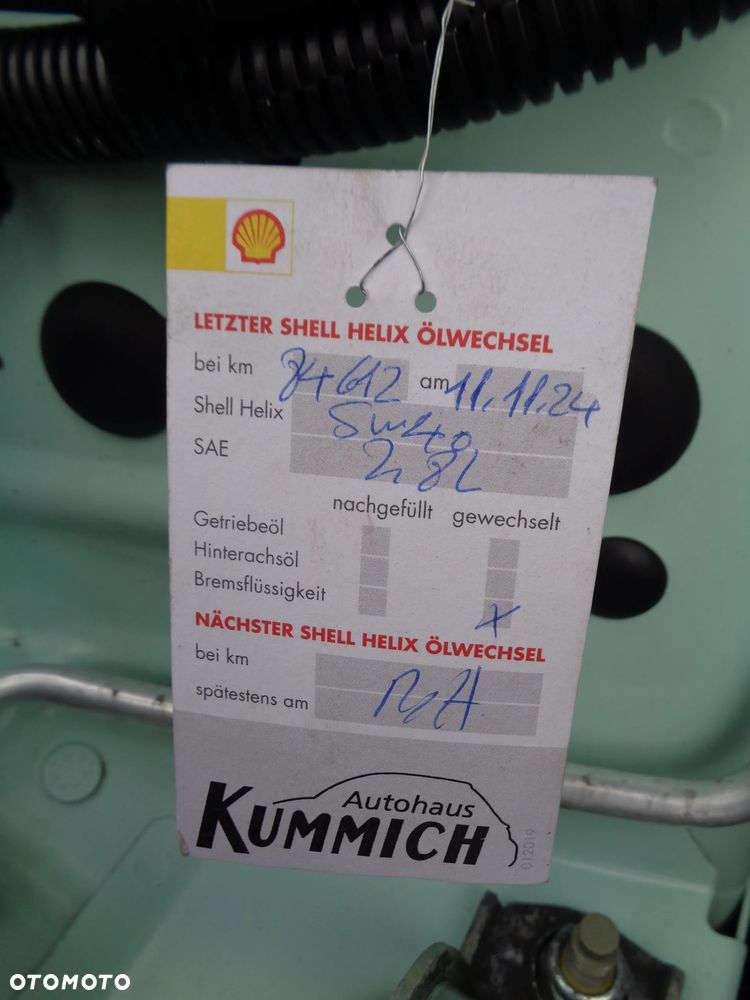 LETZTER SHELL HELIX ÖLWECHSEL
bei km 84612 am 11.11.24
Shell Helix 5W40
SAE 2,8L
nachgefüllt gewechselt
Getriebeöl
Hinterachsöl
Bremsflüssigkeit x
NÄCHSTER SHELL HELIX ÖLWECHSEL
bei km
spätestens am
Autohaus
KUMMICH
012019
OTOMOTO